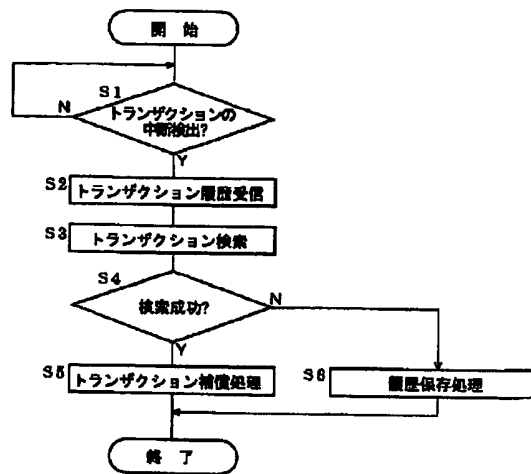 開 始
S1
N
トランザクションの
中断検出?
Y
S2
トランザクション履歴受信
S3
トランザクション検索
S4
検索成功?
N
Y
S5
トランザクション補償処理
S6
履歴保存処理
終 了